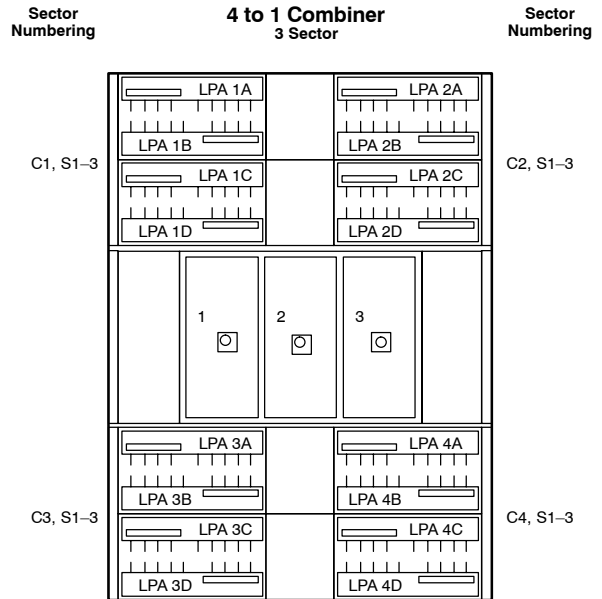 Sector
Numbering
4 to 1 Combiner
3 Sector
Sector
Numbering
LPA 1A
LPA 2A
LPA 1B
LPA 2B
C1, S1–3
C2, S1–3
LPA 1C
LPA 2C
LPA 1D
LPA 2D
1
2
3
LPA 3A
LPA 4A
LPA 3B
LPA 4B
C3, S1–3
C4, S1–3
LPA 3C
LPA 4C
LPA 3D
LPA 4D